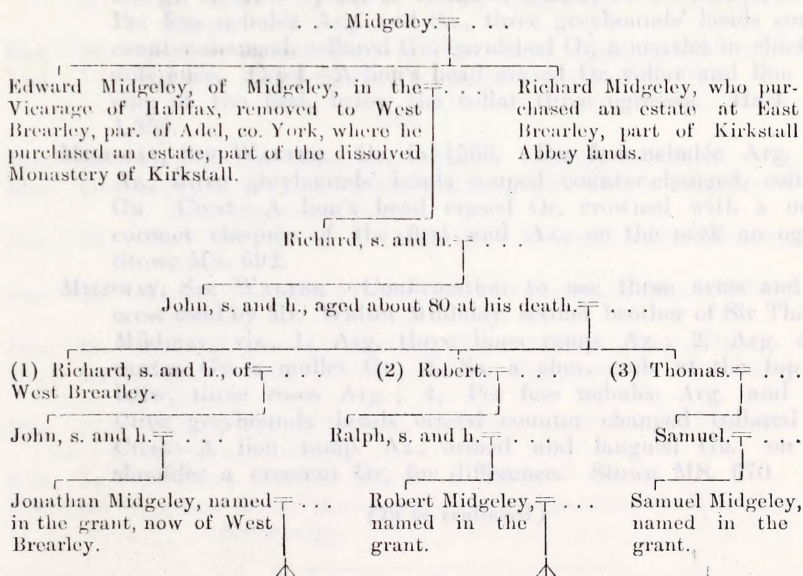 . . . Midgeley. . . .
Edward Midgeley, of Midgeley, in the
Vicarage of Halifax, removed to West
Brearley, par. of Adel, co. York, where he
purchased an estate, part of the dissolved
Monastery of Kirkstall.
. .
Richard Midgeley, who pur-
chased an estate at East
Brearley, part of Kirkstall
Abbey lands.
Richard, s. and h. . . .
John, s. and h., aged about 80 at his death. . . .
(1) Richard, s. and h., of
West Brearley.
(2) Robert.
(3) Thomas.
John, s. and h. . . .
Ralph, s. and h. . . .
Samuel. . . .
Jonathan Midgeley, named
in the grant, now of West
Brearley.
. . .
Robert Midgeley,
named in the
grant.
. . . .
Samuel Midgeley,
named in the
grant.